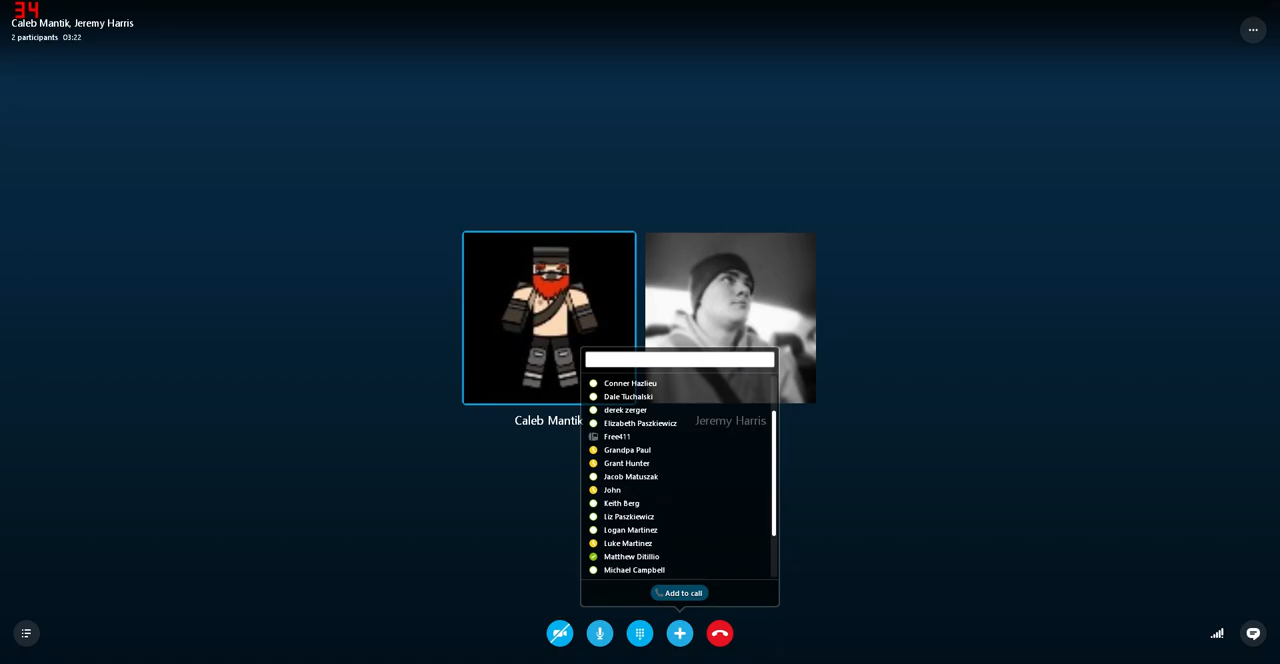 34
Caleb Mantik, Jeremy Harris
2 participants 03:22
Conner Hazlieu
Dale Tuchalski
derek zerger
Elizabeth Paszkiewicz
Free411
Grandpa Paul
Grant Hunter
Jacob Matuszak
John
Keith Berg
Liz Paszkiewicz
Logan Martinez
Luke Martinez
Matthew Ditillio
Michael Campbell
Add to call
Caleb Mantik
Jeremy Harris